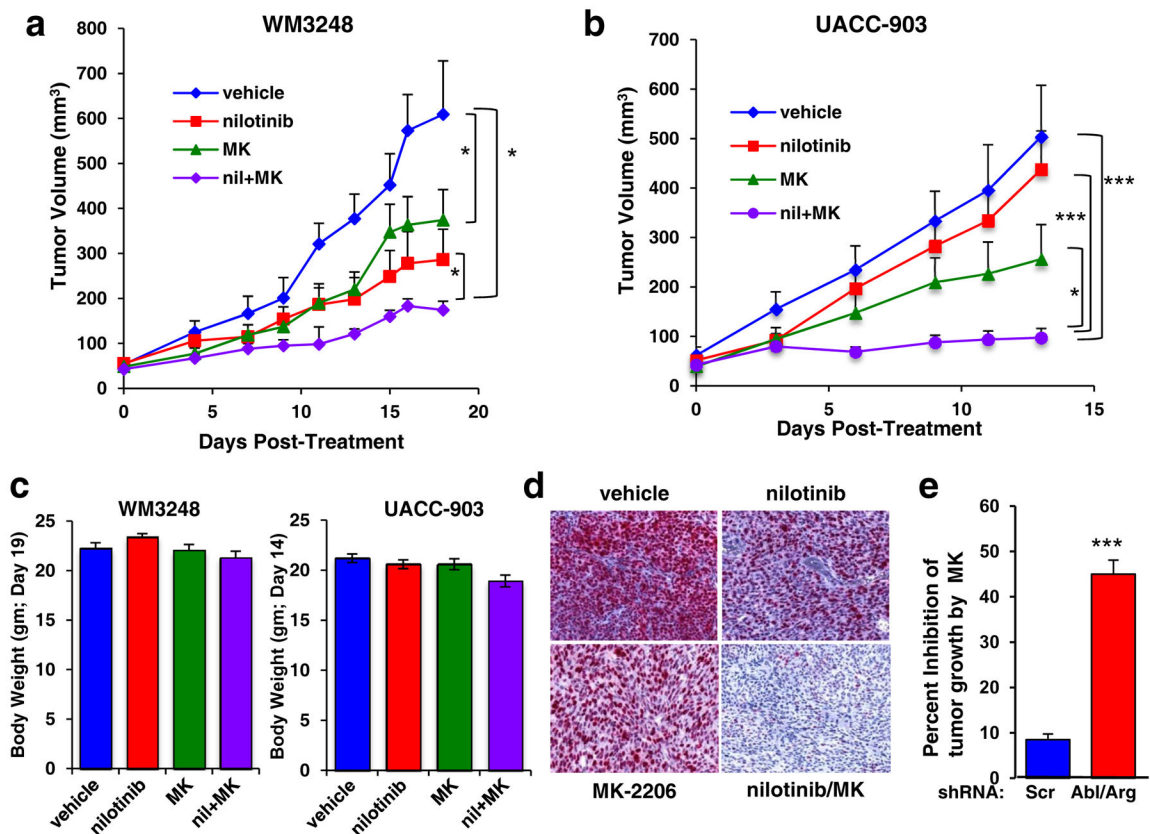 a
WM3248
800
700
600
500
400
300
200
100
0
Tumor Volume (mm³)
vehicle
nilotinib
MK
nil+MK
*
*
*
0 5 10 15 20
Days Post-Treatment
b
UACC-903
700
600
500
400
300
200
100
0
Tumor Volume (mm³)
vehicle
nilotinib
MK
nil+MK
***
***
*
0 5 10 15
Days Post-Treatment
c
WM3248
25
20
15
10
5
0
Body Weight (gm; Day 19)
vehicle nilotinib MK nil+MK
UACC-903
25
20
15
10
5
0
Body Weight (gm; Day 14)
vehicle nilotinib MK nil+MK
d
vehicle nilotinib
MK-2206 nilotinib/MK
e
60
50
40
30
20
10
0
Percent Inhibition of
tumor growth by MK
***
shRNA: Scr Abl/Arg